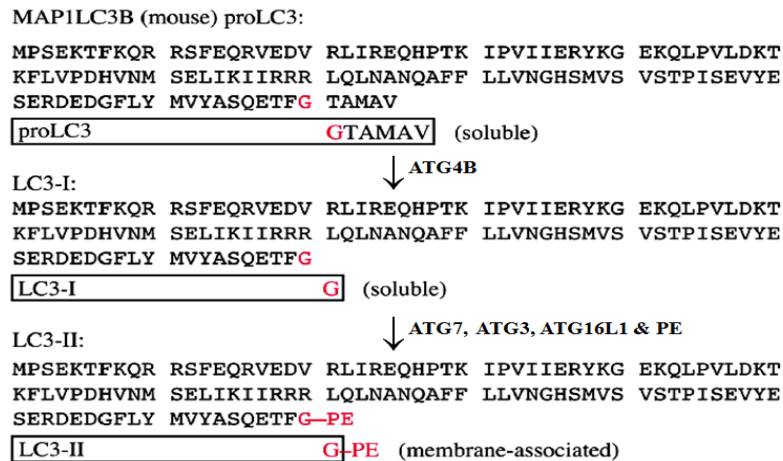 MAP1LC3B (mouse) proLC3:
MPSEKTFKQR RSFEQRVEDV RLIREQHPTK IPVIIERYKG EKQLPVLDKT
KFLVPDHVNM SELIKIIRRR LQLNANQAFF LLVNGHSMVS VSTPISEVYE
SERDEDGFLY MVYASQETFG TAMAV
proLC3 GTAMAV (soluble)
ATG4B
LC3-I:
MPSEKTFKQR RSFEQRVEDV RLIREQHPTK IPVIIERYKG EKQLPVLDKT
KFLVPDHVNM SELIKIIRRR LQLNANQAFF LLVNGHSMVS VSTPISEVYE
SERDEDGFLY MVYASQETFG
LC3-I G (soluble)
ATG7, ATG3, ATG16L1 & PE
LC3-II:
MPSEKTFKQR RSFEQRVEDV RLIREQHPTK IPVIIERYKG EKQLPVLDKT
KFLVPDHVNM SELIKIIRRR LQLNANQAFF LLVNGHSMVS VSTPISEVYE
SERDEDGFLY MVYASQETFG–PE
LC3-II G–PE (membrane-associated)